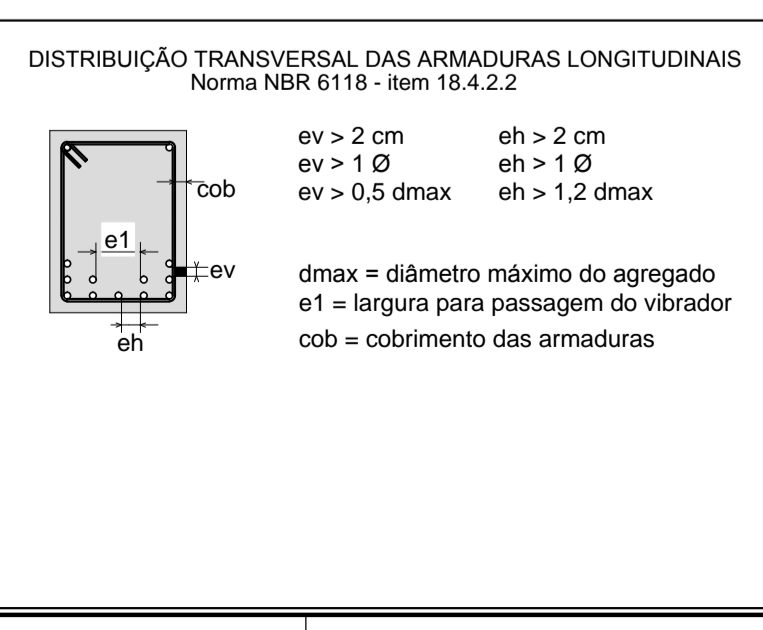 DISTRIBUIÇÃO TRANSVERSAL DAS ARMADURAS LONGITUDINAIS
Norma NBR 6118 - item 18.4.2.2
ev > 2 cm eh > 2 cm
ev > 1 Ø eh > 1 Ø
ev > 0,5 dmax eh > 1,2 dmax
cob
e1
ev
eh
dmax = diâmetro máximo do agregado
e1 = largura para passagem do vibrador
cob = cobrimento das armaduras